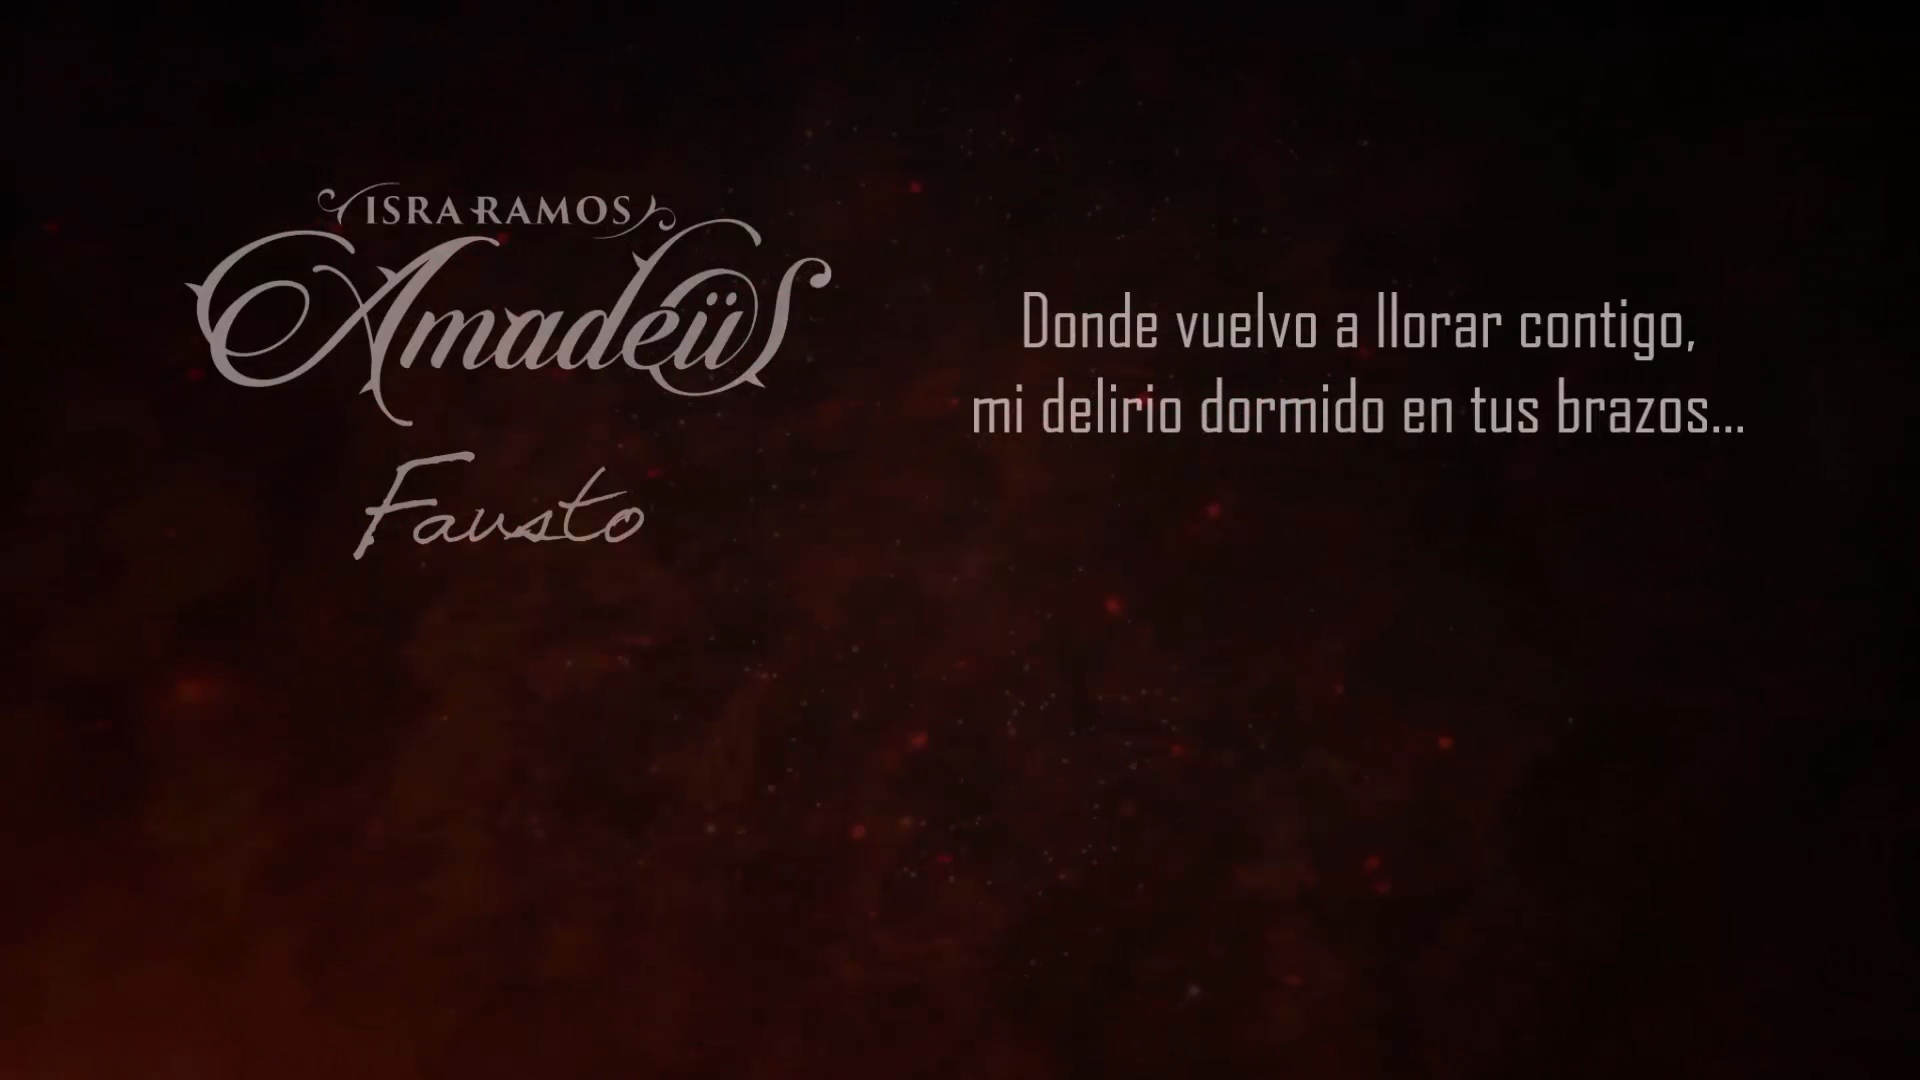 ISRA RAMOS
Amadeüs
Fausto
Donde vuelvo a llorar contigo,
mi delirio dormido en tus brazos...